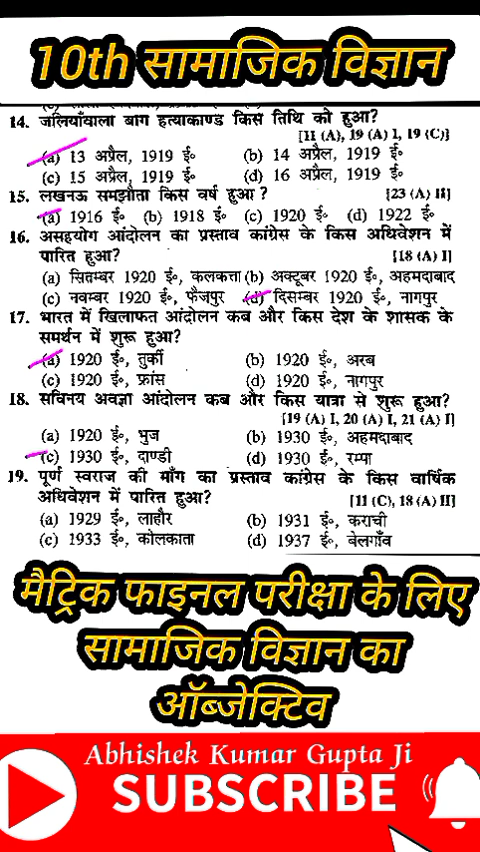 10th सामाजिक विज्ञान
14. जलियाँवाला बाग हत्याकाण्ड किस तिथि को हुआ?
[11 (A), 19 (A) I, 19 (C)]
(a) 13 अप्रैल, 1919 ई० (b) 14 अप्रैल, 1919 ई०
(c) 15 अप्रैल, 1919 ई० (d) 16 अप्रैल, 1919 ई०
15. लखनऊ समझौता किस वर्ष हुआ ? [23 (A) II]
(a) 1916 ई० (b) 1918 ई० (c) 1920 ई० (d) 1922 ई०
16. असहयोग आंदोलन का प्रस्ताव कांग्रेस के किस अधिवेशन में
पारित हुआ? [18 (A) I]
(a) सितम्बर 1920 ई०, कलकत्ता (b) अक्टूबर 1920 ई०, अहमदाबाद
(c) नवम्बर 1920 ई०, फैजपुर (d) दिसम्बर 1920 ई०, नागपुर
17. भारत में खिलाफत आंदोलन कब और किस देश के शासक के
समर्थन में शुरू हुआ?
(a) 1920 ई०, तुर्की (b) 1920 ई०, अरब
(c) 1920 ई०, फ्रांस (d) 1920 ई०, नागपुर
18. सविनय अवज्ञा आंदोलन कब और किस यात्रा से शुरू हुआ?
[19 (A) I, 20 (A) I, 21 (A) I]
(a) 1920 ई०, भुज (b) 1930 ई०, अहमदाबाद
(c) 1930 ई०, दाण्डी (d) 1930 ई०, रम्पा
19. पूर्ण स्वराज की माँग का प्रस्ताव कांग्रेस के किस वार्षिक
अधिवेशन में पारित हुआ? [11 (C), 18 (A) II]
(a) 1929 ई०, लाहौर (b) 1931 ई०, कराची
(c) 1933 ई०, कोलकाता (d) 1937 ई०, बेलगाँव
मैट्रिक फाइनल परीक्षा के लिए
सामाजिक विज्ञान का
ऑब्जेक्टिव
Abhishek Kumar Gupta Ji
SUBSCRIBE